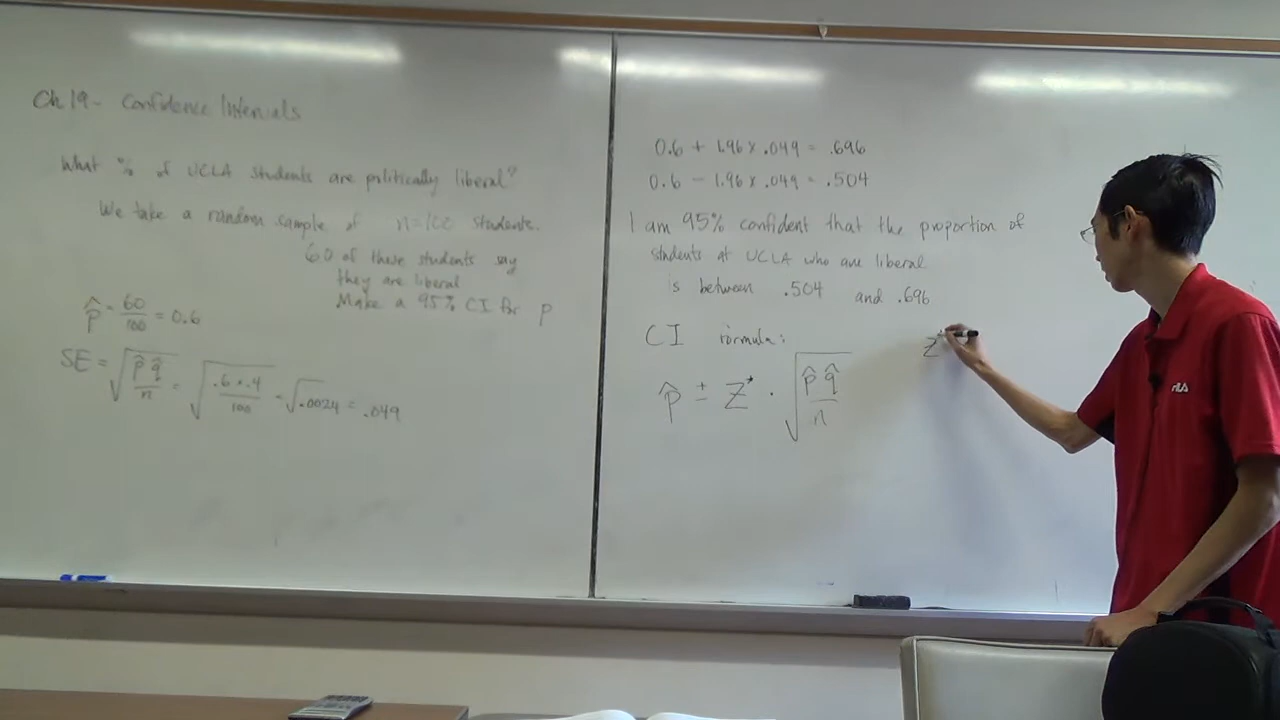 Ch 19 - Confidence Intervals
What % of UCLA students are politically liberal?
We take a random sample of n=100 students.
60 of these students say
they are liberal
Make a 95% CI for p
p̂ = 60/100 = 0.6
SE = √(p̂ q̂ / n) = √(.6 × .4 / 100) = √.0024 = .049
0.6 + 1.96 × .049 = .696
0.6 - 1.96 × .049 = .504
I am 95% confident that the proportion of
students at UCLA who are liberal
is between .504 and .696
CI formula:
p̂ ± Z* · √(p̂ q̂ / n)
Z*
FILA